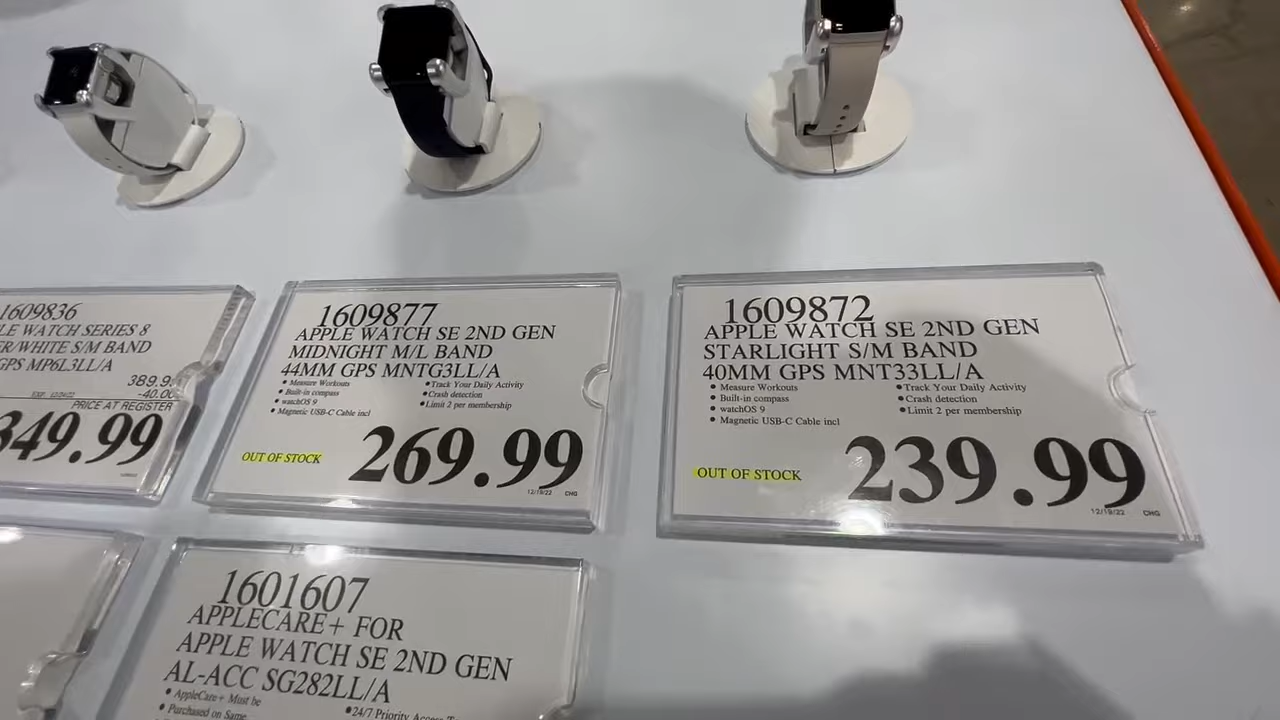 1609836
LE WATCH SERIES 8
ER/WHITE S/M BAND
GPS MP6L3LL/A
389.9
-40.0
PRICE AT REGISTER
349.99
1609877
APPLE WATCH SE 2ND GEN
MIDNIGHT M/L BAND
44MM GPS MNTG3LL/A
• Measure Workouts
• Built-in compass
• watchOS 9
• Magnetic USB-C Cable incl
• Track Your Daily Activity
• Crash detection
• Limit 2 per membership
OUT OF STOCK
269.99
12/19/22 CHG
1609872
APPLE WATCH SE 2ND GEN
STARLIGHT S/M BAND
40MM GPS MNT33LL/A
• Measure Workouts
• Built-in compass
• watchOS 9
• Magnetic USB-C Cable incl
• Track Your Daily Activity
• Crash detection
• Limit 2 per membership
OUT OF STOCK
239.99
12/19/22 CHG
1601607
APPLECARE+ FOR
APPLE WATCH SE 2ND GEN
AL-ACC SG282LL/A
• AppleCare+ Must be
• Purchased on Same
• 24/7 Priority Access